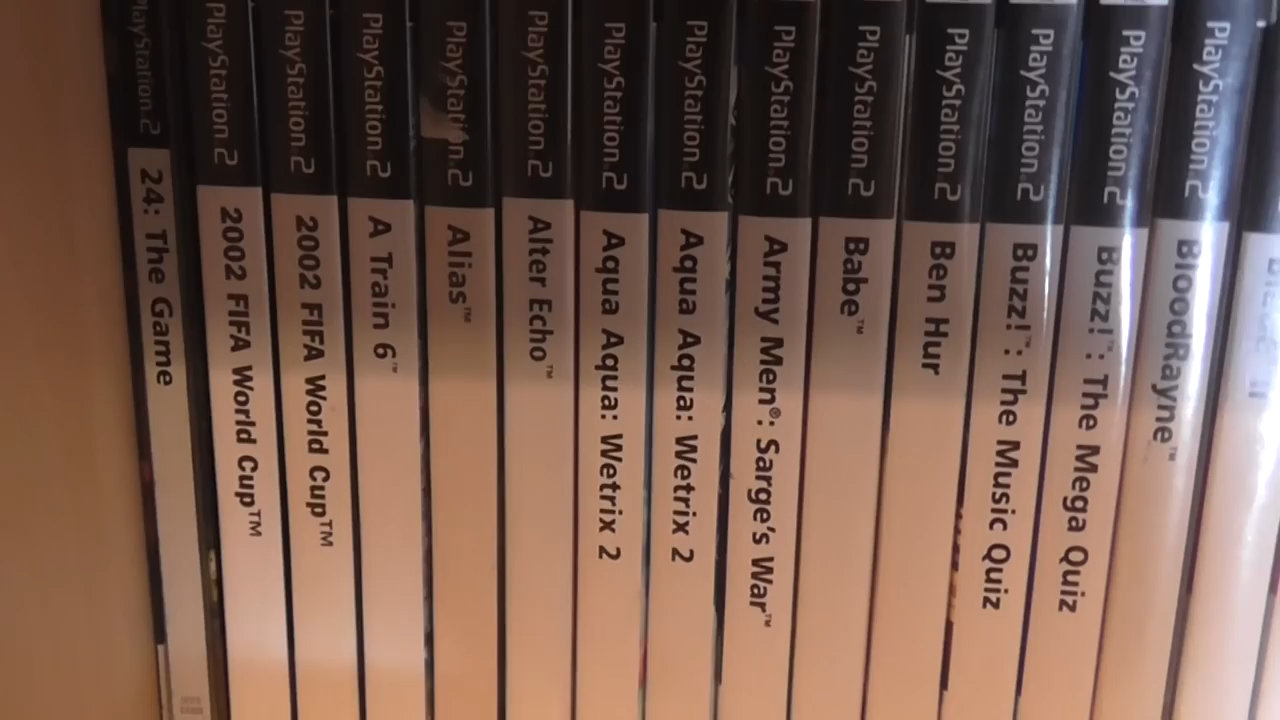 PlayStation.2
24: The Game
PlayStation.2
2002 FIFA World Cup™
PlayStation.2
2002 FIFA World Cup™
PlayStation.2
A Train 6™
PlayStation.2
Alias™
PlayStation.2
Alter Echo™
PlayStation.2
Aqua Aqua: Wetrix 2
PlayStation.2
Aqua Aqua: Wetrix 2
PlayStation.2
Army Men®: Sarge's War™
PlayStation.2
Babe™
PlayStation.2
Ben Hur
PlayStation.2
Buzz!™: The Music Quiz
PlayStation.2
Buzz!™: The Mega Quiz
PlayStation.2
BloodRayne™